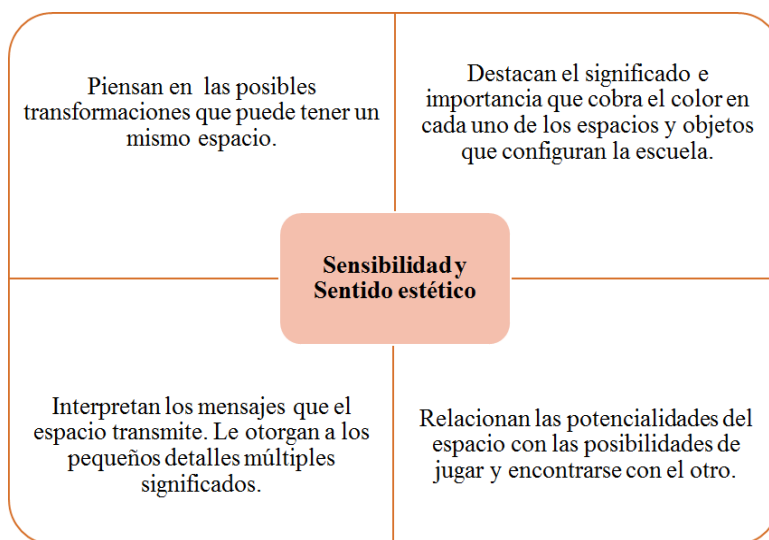 Piensan en las posibles
transformaciones que puede tener un
mismo espacio.
Destacan el significado e
importancia que cobra el color en
cada uno de los espacios y objetos
que configuran la escuela.
Sensibilidad y
Sentido estético
Interpretan los mensajes que el
espacio transmite. Le otorgan a los
pequeños detalles múltiples
significados.
Relacionan las potencialidades del
espacio con las posibilidades de
jugar y encontrarse con el otro.